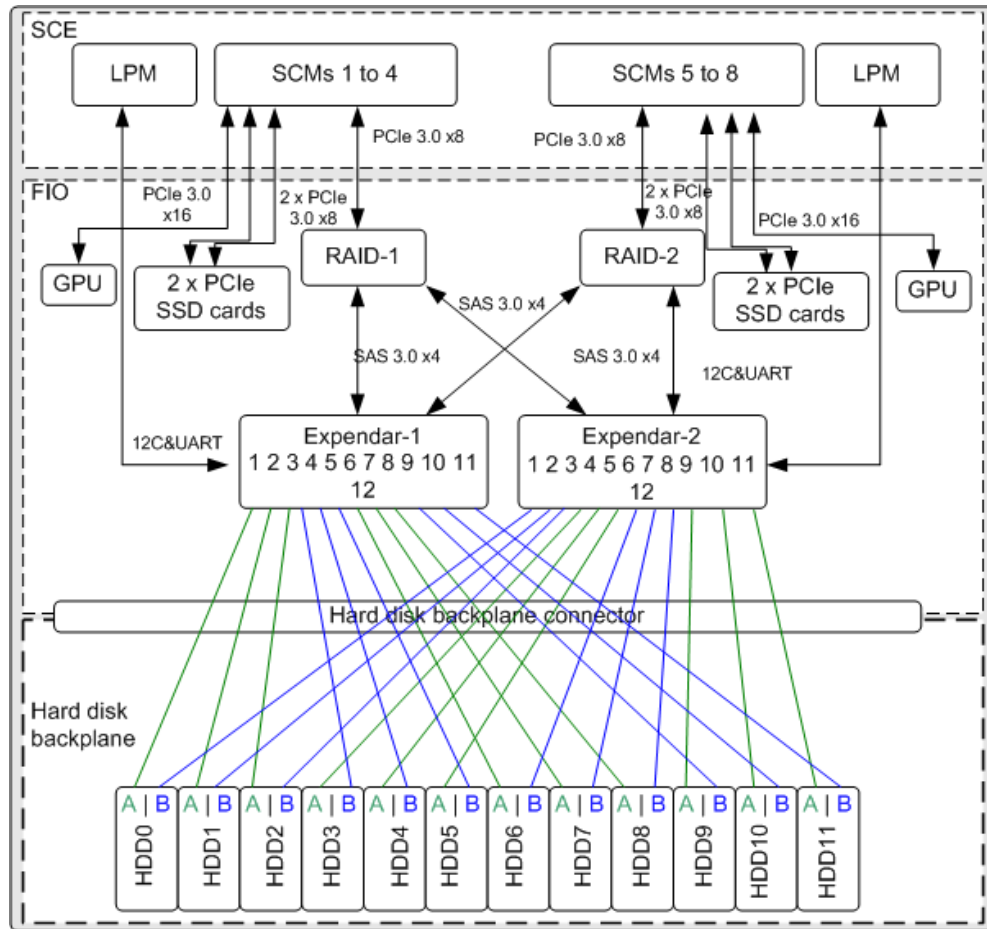 SCE
LPM
SCMs 1 to 4
SCMs 5 to 8
LPM
PCIe 3.0 x8
PCIe 3.0 x8
FIO
PCIe 3.0
x16
2 x PCIe
3.0 x8
2 x PCIe
3.0 x8
PCIe 3.0 x16
GPU
2 x PCIe
SSD cards
RAID-1
RAID-2
2 x PCIe
SSD cards
GPU
SAS 3.0 x4
SAS 3.0 x4
SAS 3.0 x4
12C&UART
12C&UART
Expendar-1
1 2 3 4 5 6 7 8 9 10 11
12
Expendar-2
1 2 3 4 5 6 7 8 9 10 11
12
Hard disk backplane connector
Hard disk
backplane
A | B
A | B
A | B
A | B
A | B
A | B
A | B
A | B
A | B
A | B
A | B
A | B
HDD0
HDD1
HDD2
HDD3
HDD4
HDD5
HDD6
HDD7
HDD8
HDD9
HDD10
HDD11